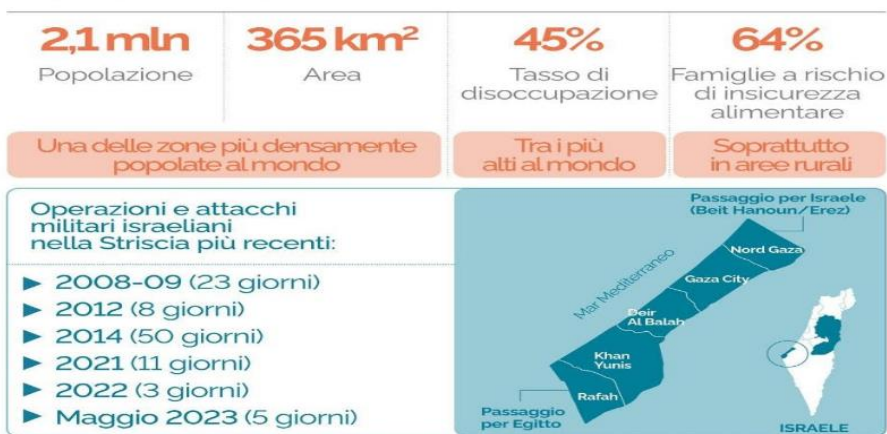 2,1 mln
Popolazione
365 km²
Area
45%
Tasso di
disoccupazione
64%
Famiglie a rischio
di insicurezza
alimentare
Una delle zone più densamente
popolate al mondo
Tra i più
alti al mondo
Soprattutto
in aree rurali
Operazioni e attacchi
militari israeliani
nella Striscia più recenti:
► 2008-09 (23 giorni)
► 2012 (8 giorni)
► 2014 (50 giorni)
► 2021 (11 giorni)
► 2022 (3 giorni)
► Maggio 2023 (5 giorni)
Passaggio per Israele
(Beit Hanoun/Erez)
Mar Mediterraneo
Nord Gaza
Gaza City
Deir
Al Balah
Khan
Yunis
Rafah
Passaggio
per Egitto
ISRAELE